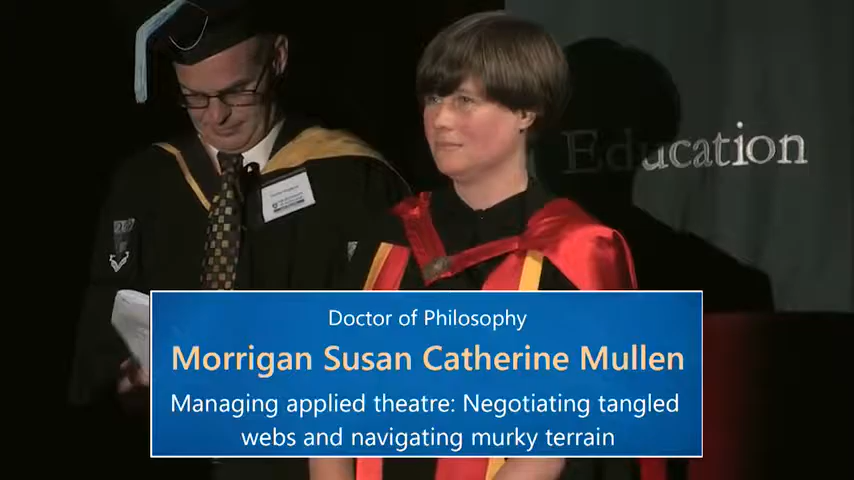 Education
Doctor of Philosophy
Morrigan Susan Catherine Mullen
Managing applied theatre: Negotiating tangled
webs and navigating murky terrain